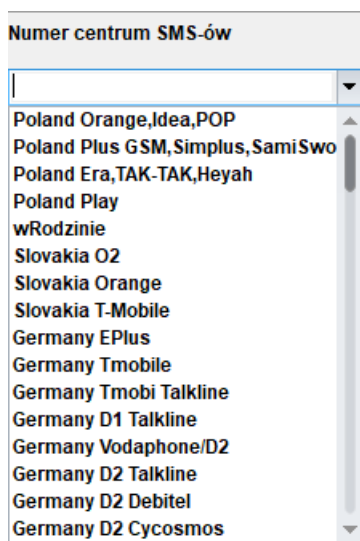 Numer centrum SMS-ów
Poland Orange,Idea,POP
Poland Plus GSM,Simplus,SamiSwo
Poland Era,TAK-TAK,Heyah
Poland Play
wRodzinie
Slovakia O2
Slovakia Orange
Slovakia T-Mobile
Germany EPlus
Germany Tmobile
Germany Tmobi Talkline
Germany D1 Talkline
Germany Vodaphone/D2
Germany D2 Talkline
Germany D2 Debitel
Germany D2 Cycosmos